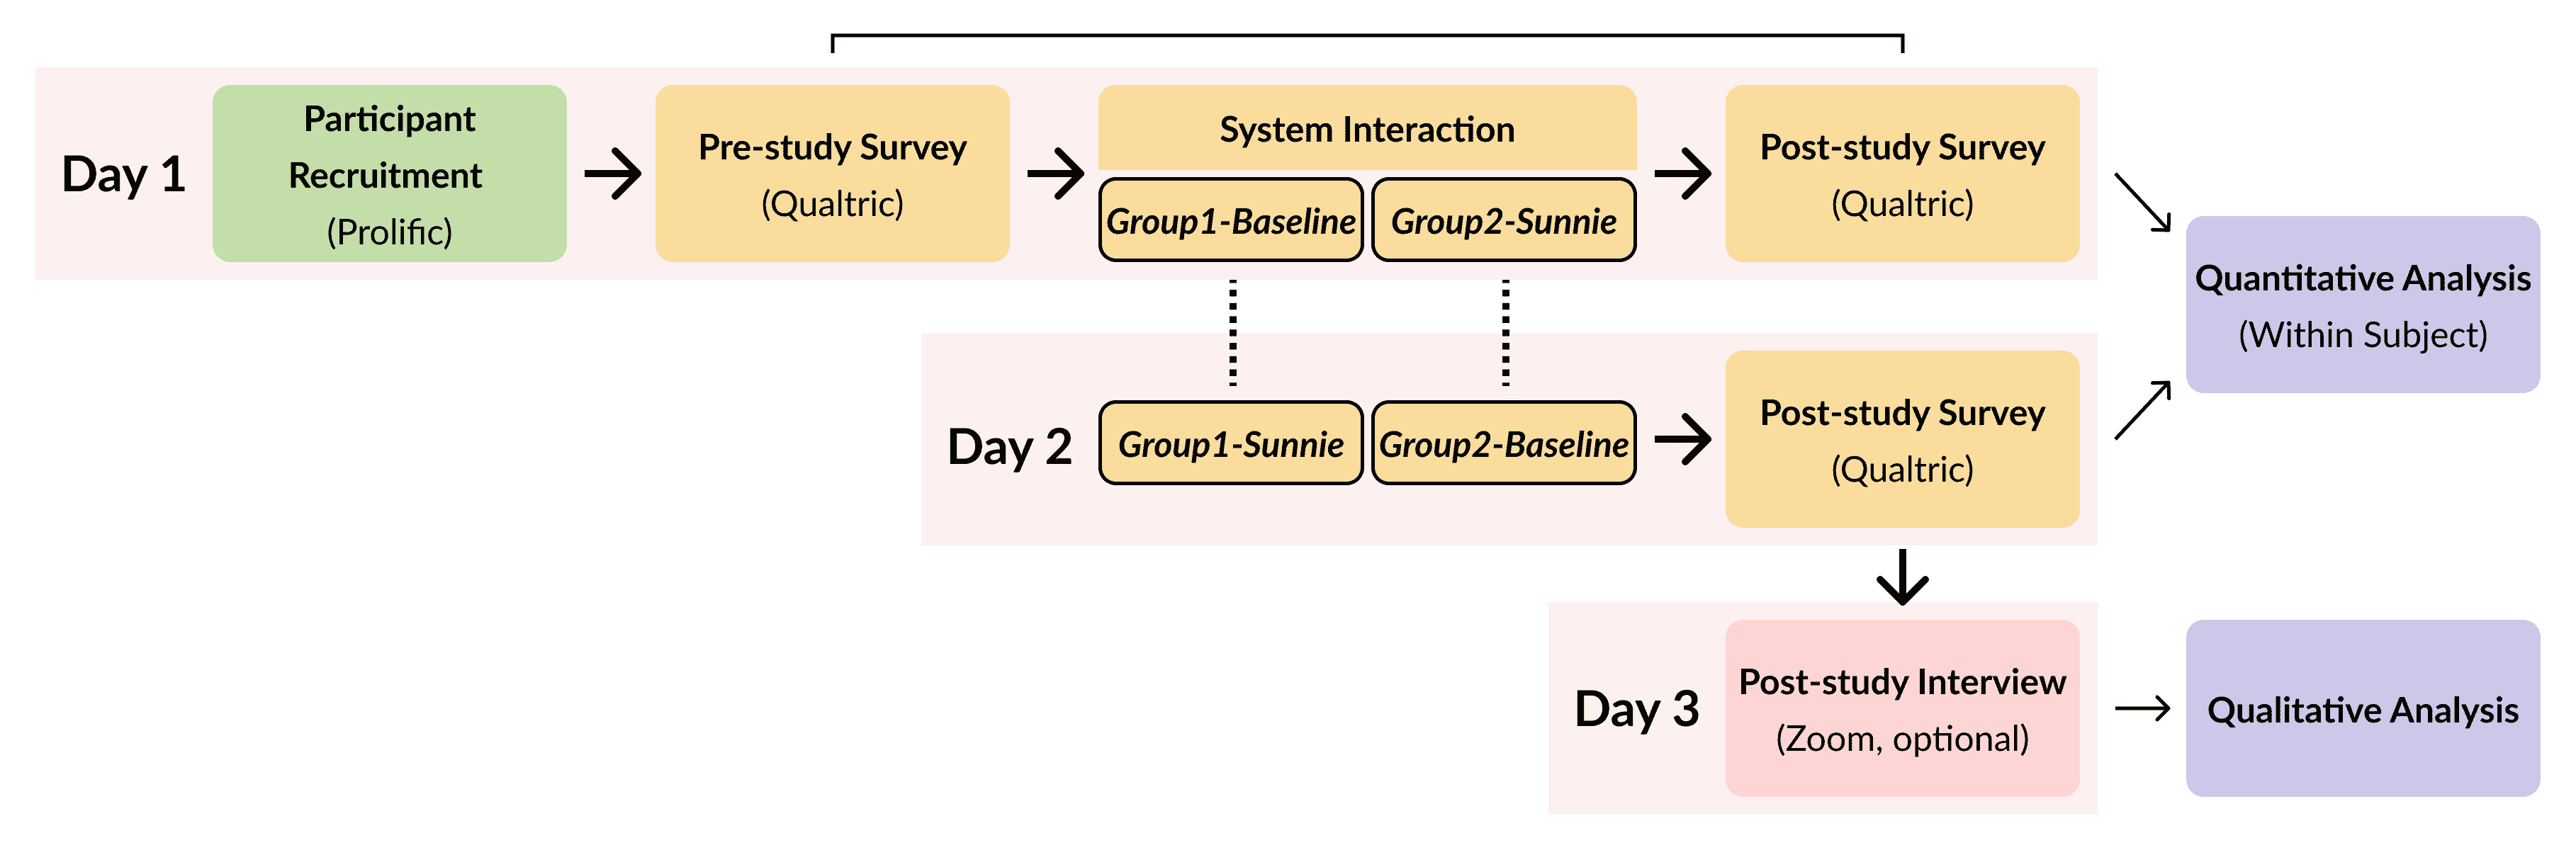 Day 1
Participant
Recruitment
(Prolific)
Pre-study Survey
(Qualtric)
System Interaction
Group1-Baseline
Group2-Sunnie
Post-study Survey
(Qualtric)
Quantitative Analysis
(Within Subject)
Day 2
Group1-Sunnie
Group2-Baseline
Post-study Survey
(Qualtric)
Day 3
Post-study Interview
(Zoom, optional)
Qualitative Analysis